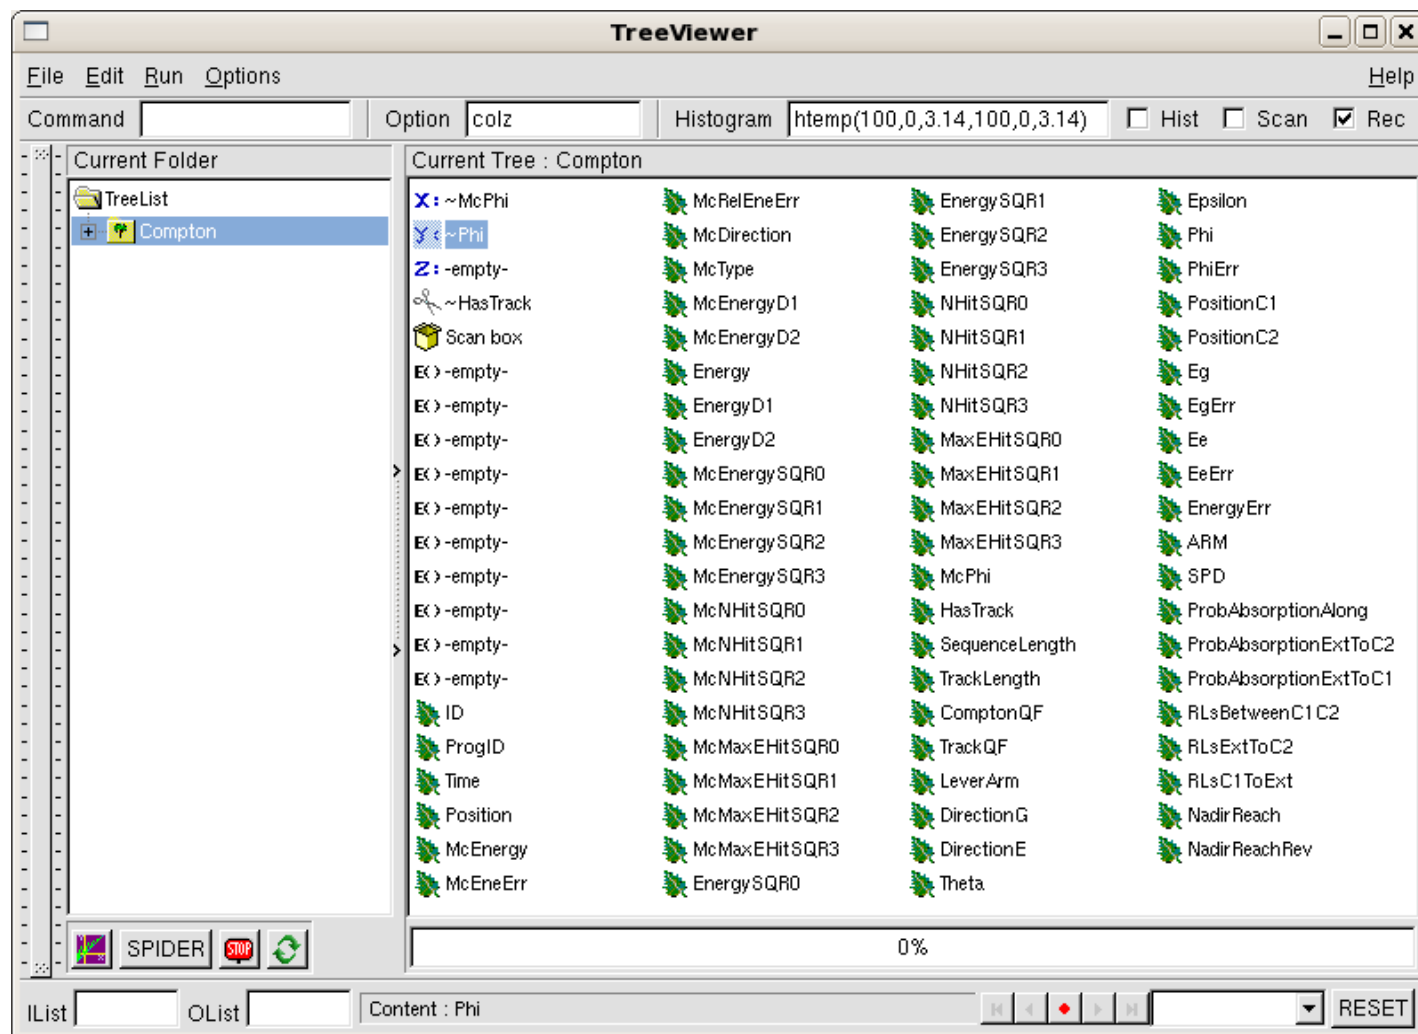 TreeViewer
File Edit Run Options Help
Command Option colz Histogram htemp(100,0,3.14,100,0,3.14) Hist Scan Rec
Current Folder
TreeList
Compton
Current Tree : Compton
X: ~McPhi
Y: ~Phi
Z: -empty-
~HasTrack
Scan box
E() -empty-
E() -empty-
E() -empty-
E() -empty-
E() -empty-
E() -empty-
E() -empty-
E() -empty-
E() -empty-
E() -empty-
ID
ProgID
Time
Position
McEnergy
McEneErr
McRelEneErr
McDirection
McType
McEnergyD1
McEnergyD2
Energy
EnergyD1
EnergyD2
McEnergySQR0
McEnergySQR1
McEnergySQR2
McEnergySQR3
McNHitSQR0
McNHitSQR1
McNHitSQR2
McNHitSQR3
McMaxEHitSQR0
McMaxEHitSQR1
McMaxEHitSQR2
McMaxEHitSQR3
EnergySQR0
EnergySQR1
EnergySQR2
EnergySQR3
NHitSQR0
NHitSQR1
NHitSQR2
NHitSQR3
MaxEHitSQR0
MaxEHitSQR1
MaxEHitSQR2
MaxEHitSQR3
McPhi
HasTrack
SequenceLength
TrackLength
ComptonQF
TrackQF
LeverArm
DirectionG
DirectionE
Theta
Epsilon
Phi
PhiErr
PositionC1
PositionC2
Eg
EgErr
Ee
EeErr
EnergyErr
ARM
SPD
ProbAbsorptionAlong
ProbAbsorptionExtToC2
ProbAbsorptionExtToC1
RLsBetweenC1C2
RLsExtToC2
RLsC1ToExt
NadirReach
NadirReachRev
SPIDER STOP
0%
IList OList Content : Phi RESET